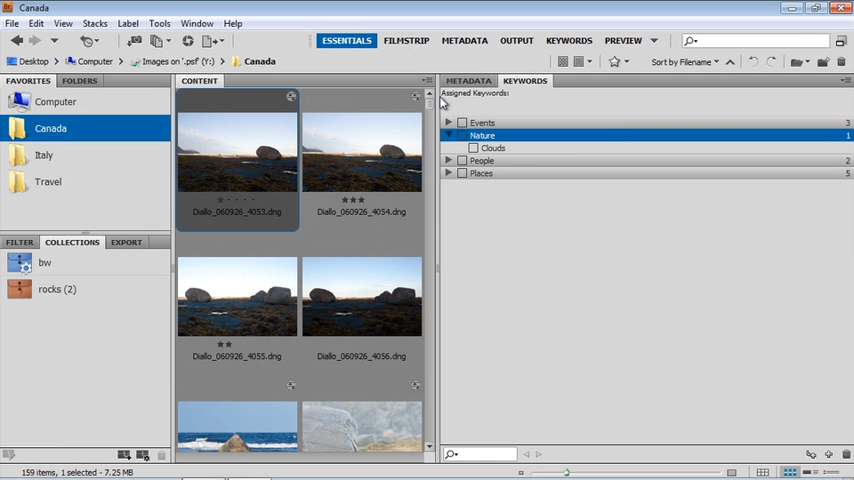 Br Canada
File Edit View Stacks Label Tools Window Help
ESSENTIALS FILMSTRIP METADATA OUTPUT KEYWORDS PREVIEW
Desktop Computer Images on '.psf' (Y:) Canada
Sort by Filename
FAVORITES FOLDERS
Computer
Canada
Italy
Travel
FILTER COLLECTIONS EXPORT
bw
rocks (2)
CONTENT
Diallo_060926_4053.dng
Diallo_060926_4054.dng
Diallo_060926_4055.dng
Diallo_060926_4056.dng
METADATA KEYWORDS
Assigned Keywords:
Events 3
Nature 1
Clouds
People 2
Places 5
159 items, 1 selected - 7.25 MB